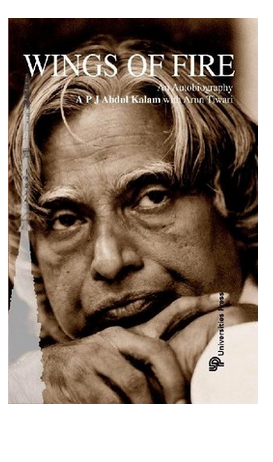 WINGS OF FIRE
An Autobiography
A P J Abdul Kalam with Arun Tiwari
Universities Press